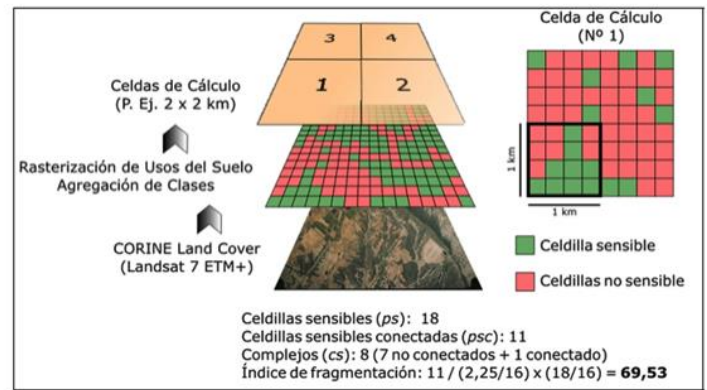 3
4
1
2
Celdas de Cálculo
(P. Ej. 2 x 2 km)
Rasterización de Usos del Suelo
Agregación de Clases
CORINE Land Cover
(Landsat 7 ETM+)
Celda de Cálculo
(Nº 1)
1 km
1 km
Celdilla sensible
Celdillas no sensible
Celdillas sensibles (ps): 18
Celdillas sensibles conectadas (psc): 11
Complejos (cs): 8 (7 no conectados + 1 conectado)
Índice de fragmentación: 11 / (2,25/16) x (18/16) = 69,53